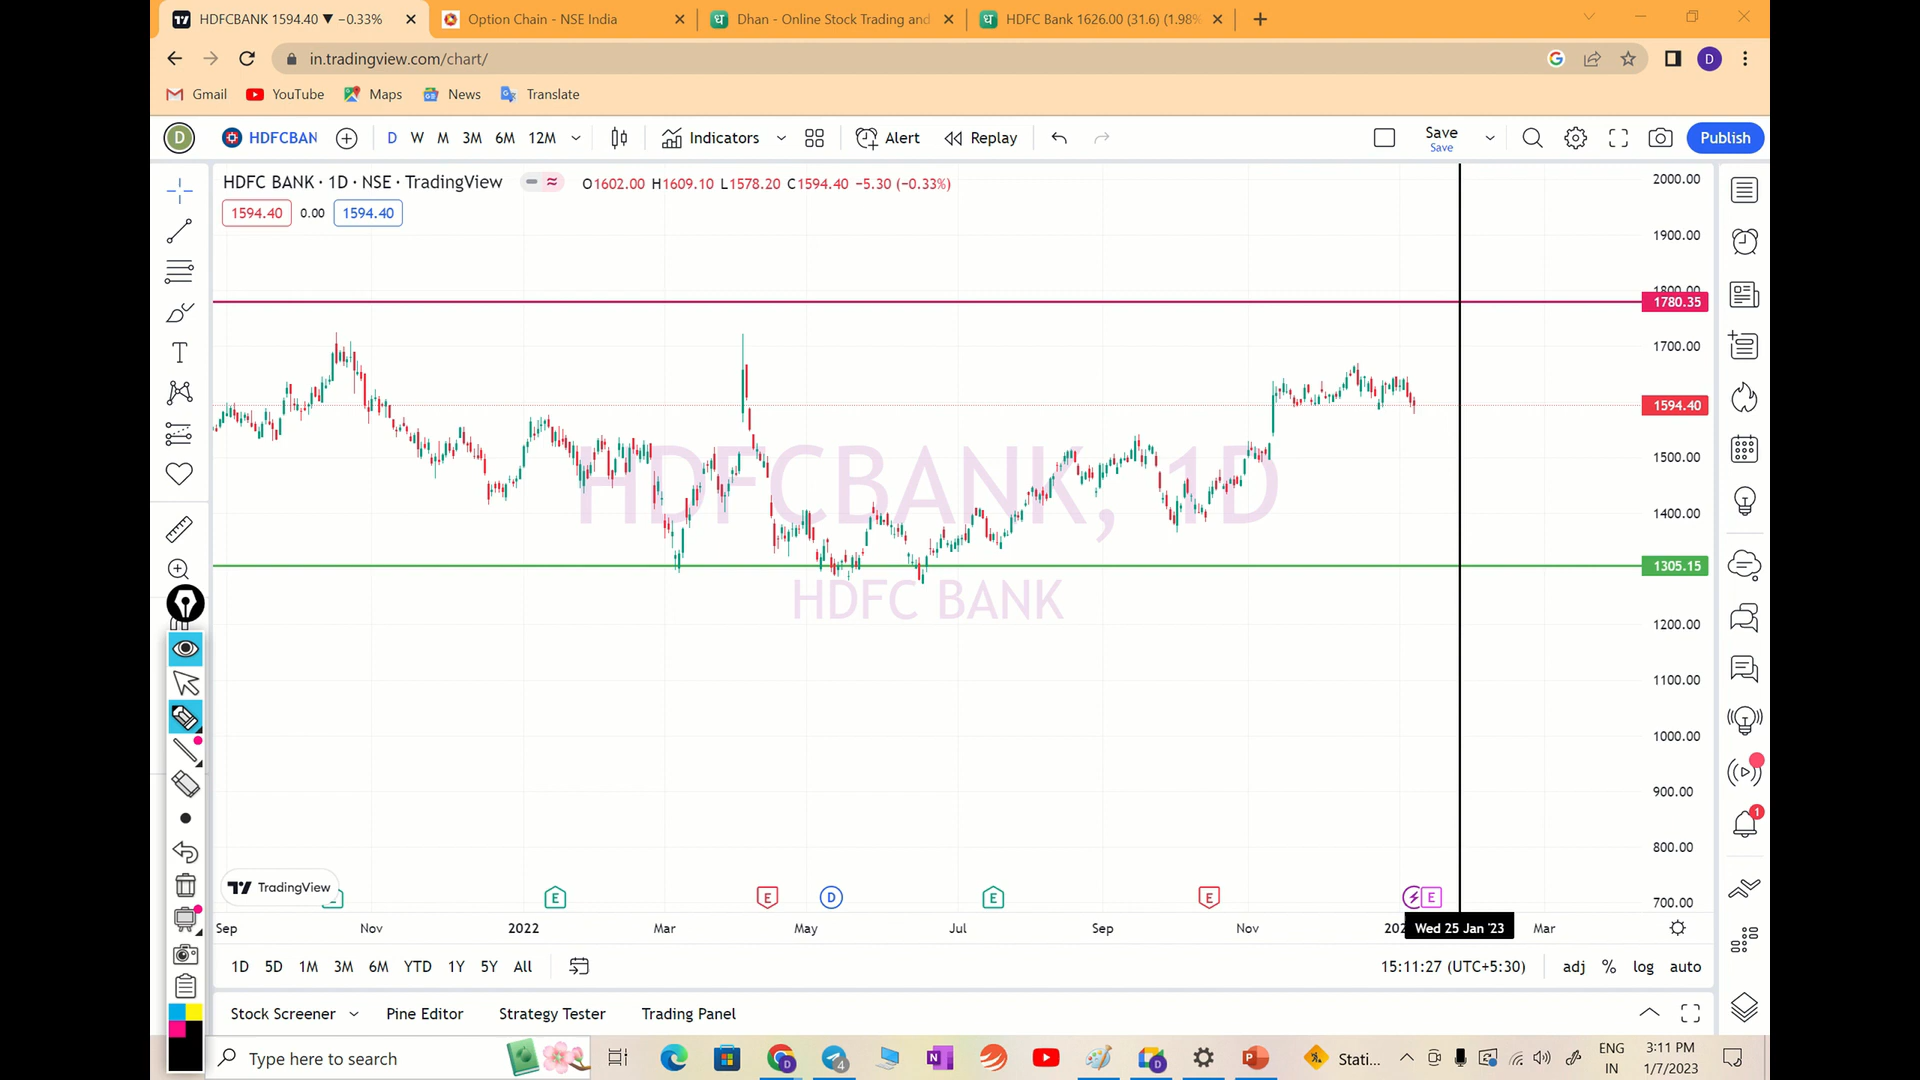 HDFCBANK 1594.40 ▼ −0.33%
Option Chain - NSE India
Dhan - Online Stock Trading and
HDFC Bank 1626.00 (31.6) (1.98%
in.tradingview.com/chart/
D
Gmail
YouTube
Maps
News
Translate
D
HDFCBAN
D W M 3M 6M 12M
Indicators
Alert
Replay
Save
Save
Publish
HDFC BANK · 1D · NSE · TradingView
O1602.00 H1609.10 L1578.20 C1594.40 −5.30 (−0.33%)
1594.40 0.00 1594.40
2000.00
1900.00
1800.00
1780.35
1700.00
1594.40
1500.00
1400.00
1305.15
1200.00
1100.00
1000.00
900.00
800.00
700.00
HDFCBANK, 1D
HDFC BANK
TradingView
E E D E E E
1
Sep Nov 2022 Mar May Jul Sep Nov Wed 25 Jan '23 Mar
1D 5D 1M 3M 6M YTD 1Y 5Y All
15:11:27 (UTC+5:30) adj % log auto
Stock Screener Pine Editor Strategy Tester Trading Panel
Type here to search
4
Stati...
ENG
IN
3:11 PM
1/7/2023